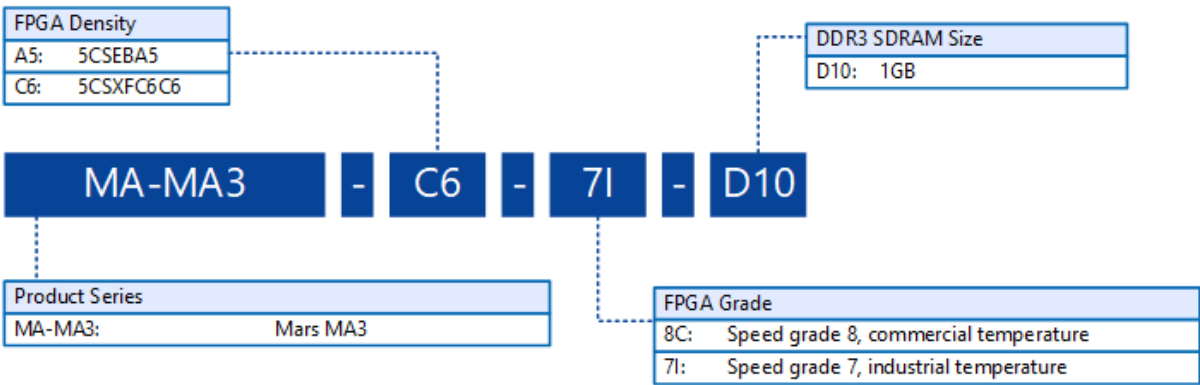 FPGA Density
A5: 5CSEBA5
C6: 5CSXFC6C6
DDR3 SDRAM Size
D10: 1GB
MA-MA3 - C6 - 7I - D10
Product Series
MA-MA3: Mars MA3
FPGA Grade
8C: Speed grade 8, commercial temperature
7I: Speed grade 7, industrial temperature